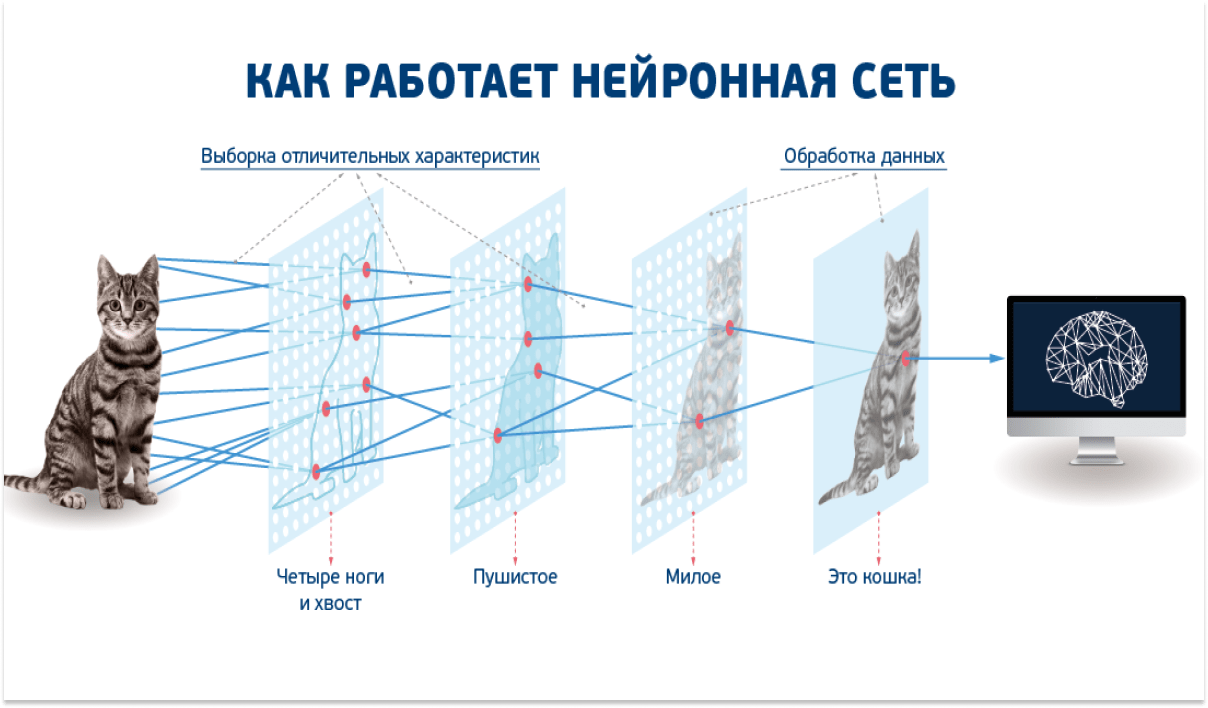 КАК РАБОТАЕТ НЕЙРОННАЯ СЕТЬ
Выборка отличительных характеристик
Обработка данных
Четыре ноги
и хвост
Пушистое
Милое
Это кошка!